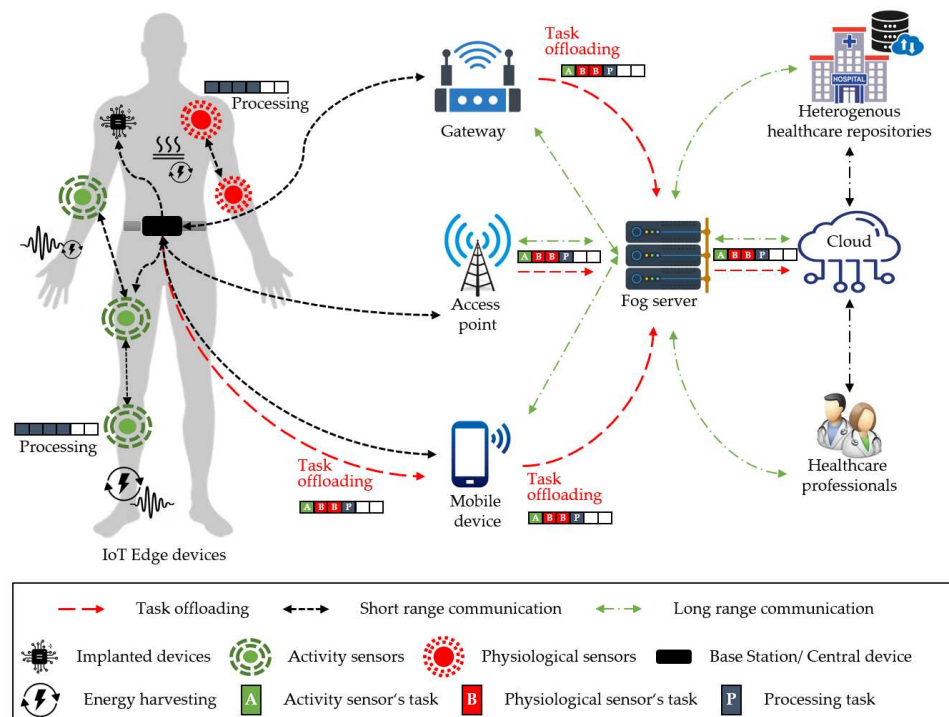 Processing
Task
offloading
A B B P
Gateway
HOSPITAL
Heterogenous
healthcare repositories
Access
point
A B B P
Fog server
A B B P
Cloud
Processing
Task
offloading
A B B P
Mobile
device
Task
offloading
A B B P
Healthcare
professionals
IoT Edge devices
Task offloading
Short range communication
Long range communication
Implanted devices
Activity sensors
Physiological sensors
Base Station/ Central device
Energy harvesting
A
Activity sensor's task
B
Physiological sensor's task
P
Processing task